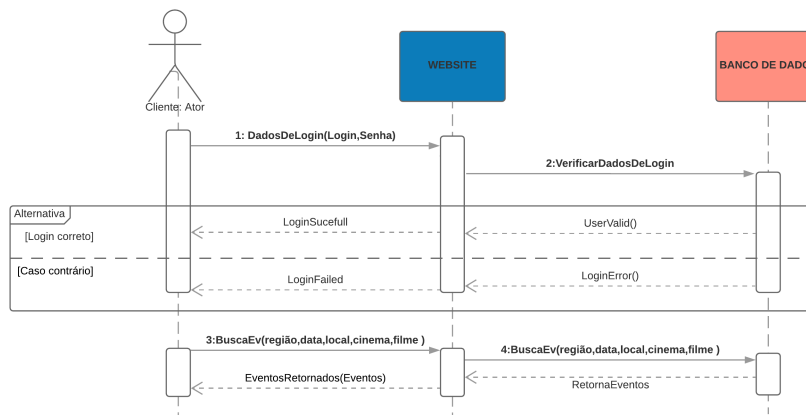 WEBSITE
BANCO DE DADO
Cliente: Ator
1: DadosDeLogin(Login,Senha)
2:VerificarDadosDeLogin
Alternativa
[Login correto]
LoginSucefull
UserValid()
[Caso contrário]
LoginFailed
LoginError()
3:BuscaEv(região,data,local,cinema,filme )
4:BuscaEv(região,data,local,cinema,filme )
EventosRetornados(Eventos)
RetornaEventos